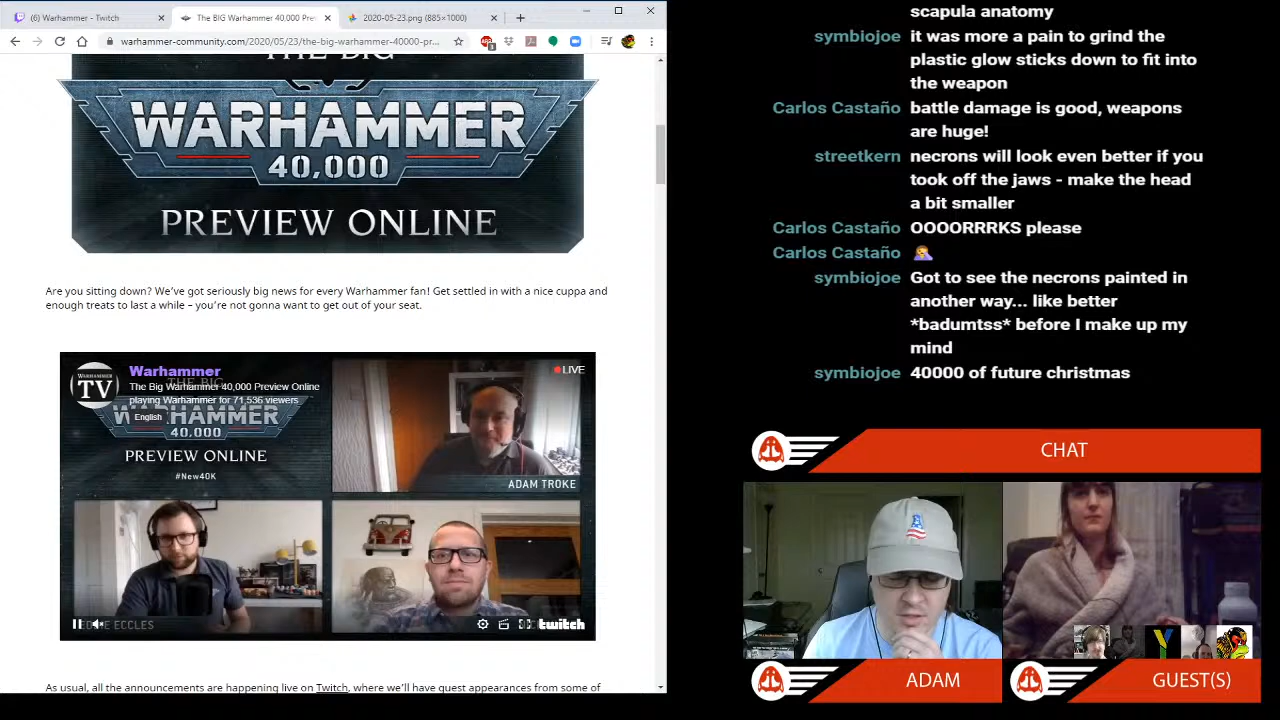 (6) Warhammer - Twitch
The BIG Warhammer 40,000 Prev
2020-05-23.png (885×1000)
warhammer-community.com/2020/05/23/the-big-warhammer-40000-pr...
THE BIG
WARHAMMER
40,000
PREVIEW ONLINE
Are you sitting down? We've got seriously big news for every Warhammer fan! Get settled in with a nice cuppa and
enough treats to last a while – you're not gonna want to get out of your seat.
WARHAMMER
TV
Warhammer
The Big Warhammer 40,000 Preview Online
playing Warhammer for 71,536 viewers
English
THE BIG
WARHAMMER
40,000
PREVIEW ONLINE
#New40K
LIVE
ADAM TROKE
EDDIE ECCLES
twitch
As usual, all the announcements are happening live on Twitch, where we'll have guest appearances from some of
scapula anatomy
symbiojoe it was more a pain to grind the
plastic glow sticks down to fit into
the weapon
Carlos Castaño battle damage is good, weapons
are huge!
streetkern necrons will look even better if you
took off the jaws - make the head
a bit smaller
Carlos Castaño OOOORRRKS please
Carlos Castaño 🤦
symbiojoe Got to see the necrons painted in
another way... like better
*badumtss* before I make up my
mind
symbiojoe 40000 of future christmas
CHAT
ADAM
GUEST(S)